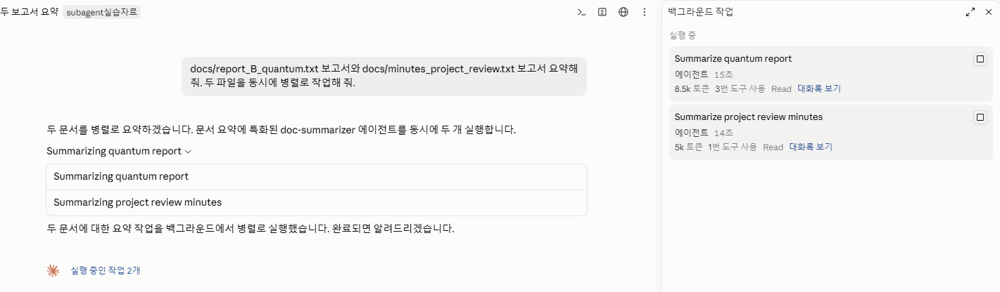 두 보고서 요약 subagent실습자료
docs/report_B_quantum.txt 보고서와 docs/minutes_project_review.txt 보고서 요약해
줘. 두 파일을 동시에 병렬로 작업해 줘.
두 문서를 병렬로 요약하겠습니다. 문서 요약에 특화된 doc-summarizer 에이전트를 동시에 두 개 실행합니다.
Summarizing quantum report
Summarizing quantum report
Summarizing project review minutes
두 문서에 대한 요약 작업을 백그라운드에서 병렬로 실행했습니다. 완료되면 알려드리겠습니다.
실행 중인 작업 2개
백그라운드 작업
실행 중
Summarize quantum report
에이전트 15초
8.5k 토큰 3번 도구 사용 Read 대화록 보기
Summarize project review minutes
에이전트 14초
5k 토큰 1번 도구 사용 Read 대화록 보기